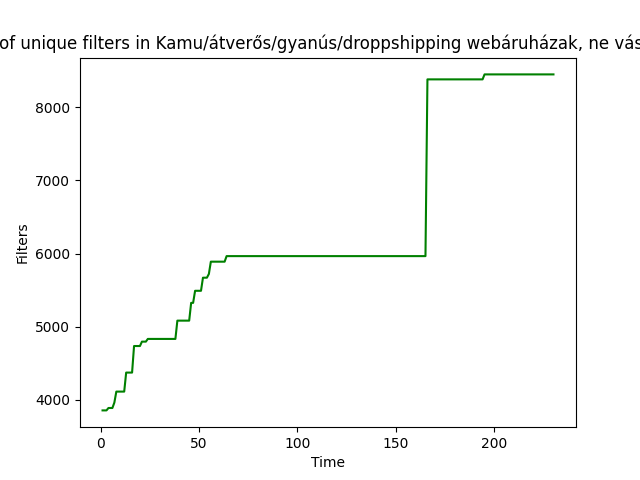 of unique filters in Kamu/átverős/gyanús/droppshipping webáruházak, ne vás
8000
7000
6000
5000
4000
Filters
0 50 100 150 200
Time